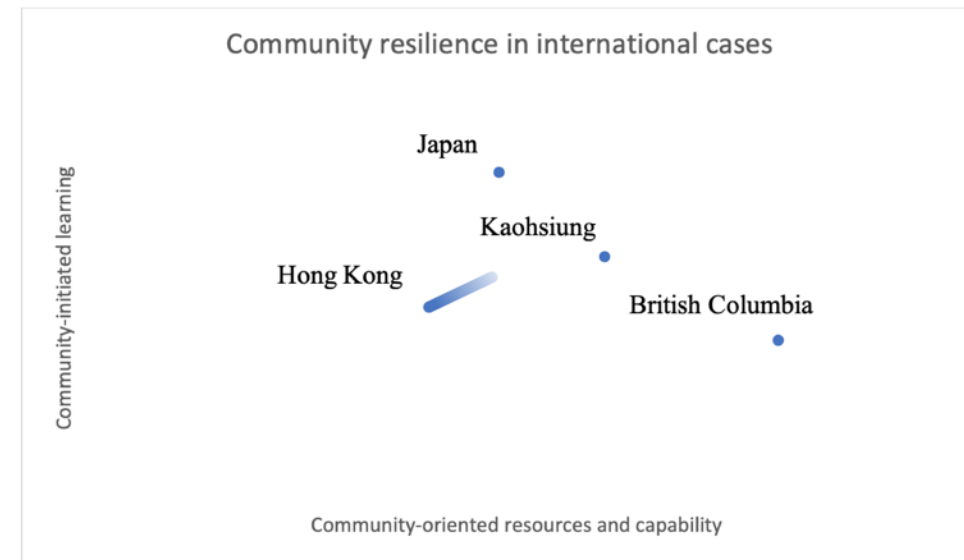 Community resilience in international cases
Japan
Kaohsiung
Hong Kong
British Columbia
Community-initiated learning
Community-oriented resources and capability